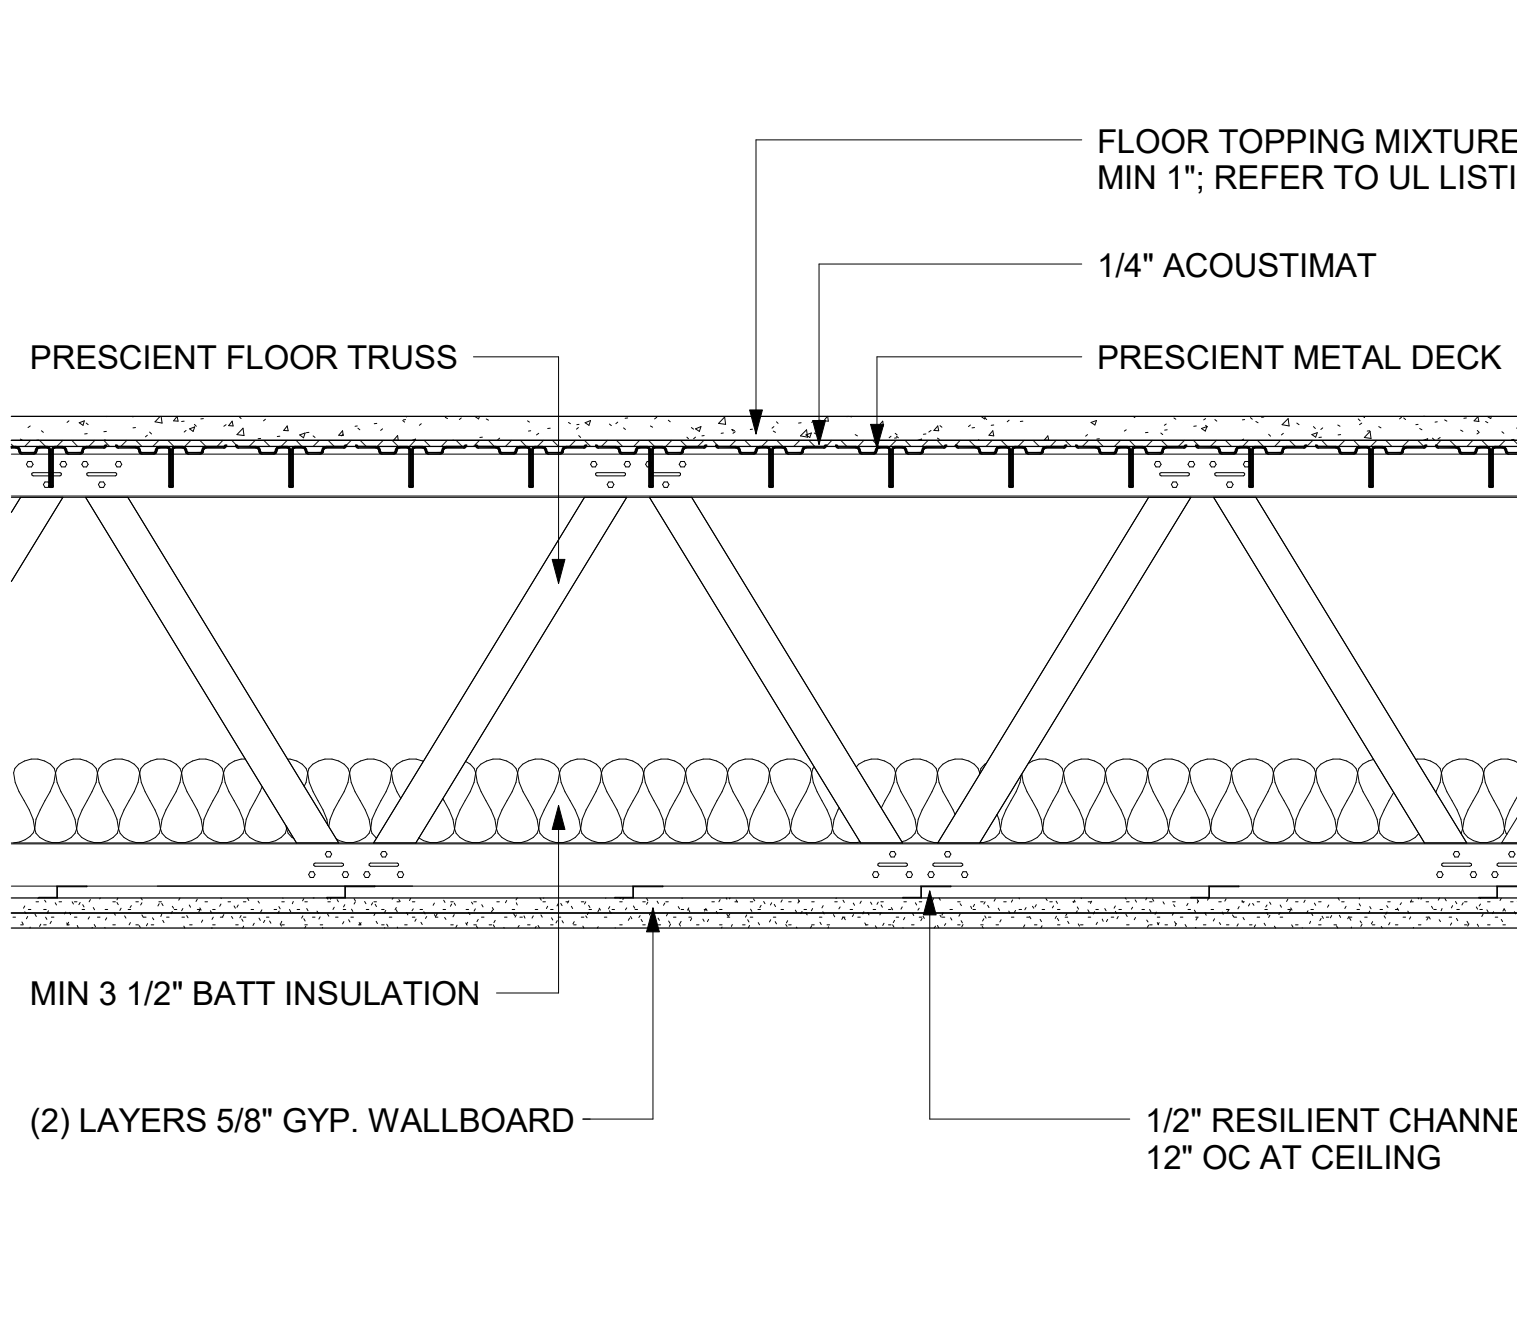 FLOOR TOPPING MIXTURE
MIN 1"; REFER TO UL LISTI
1/4" ACOUSTIMAT
PRESCIENT FLOOR TRUSS
PRESCIENT METAL DECK
MIN 3 1/2" BATT INSULATION
(2) LAYERS 5/8" GYP. WALLBOARD
1/2" RESILIENT CHANNE
12" OC AT CEILING